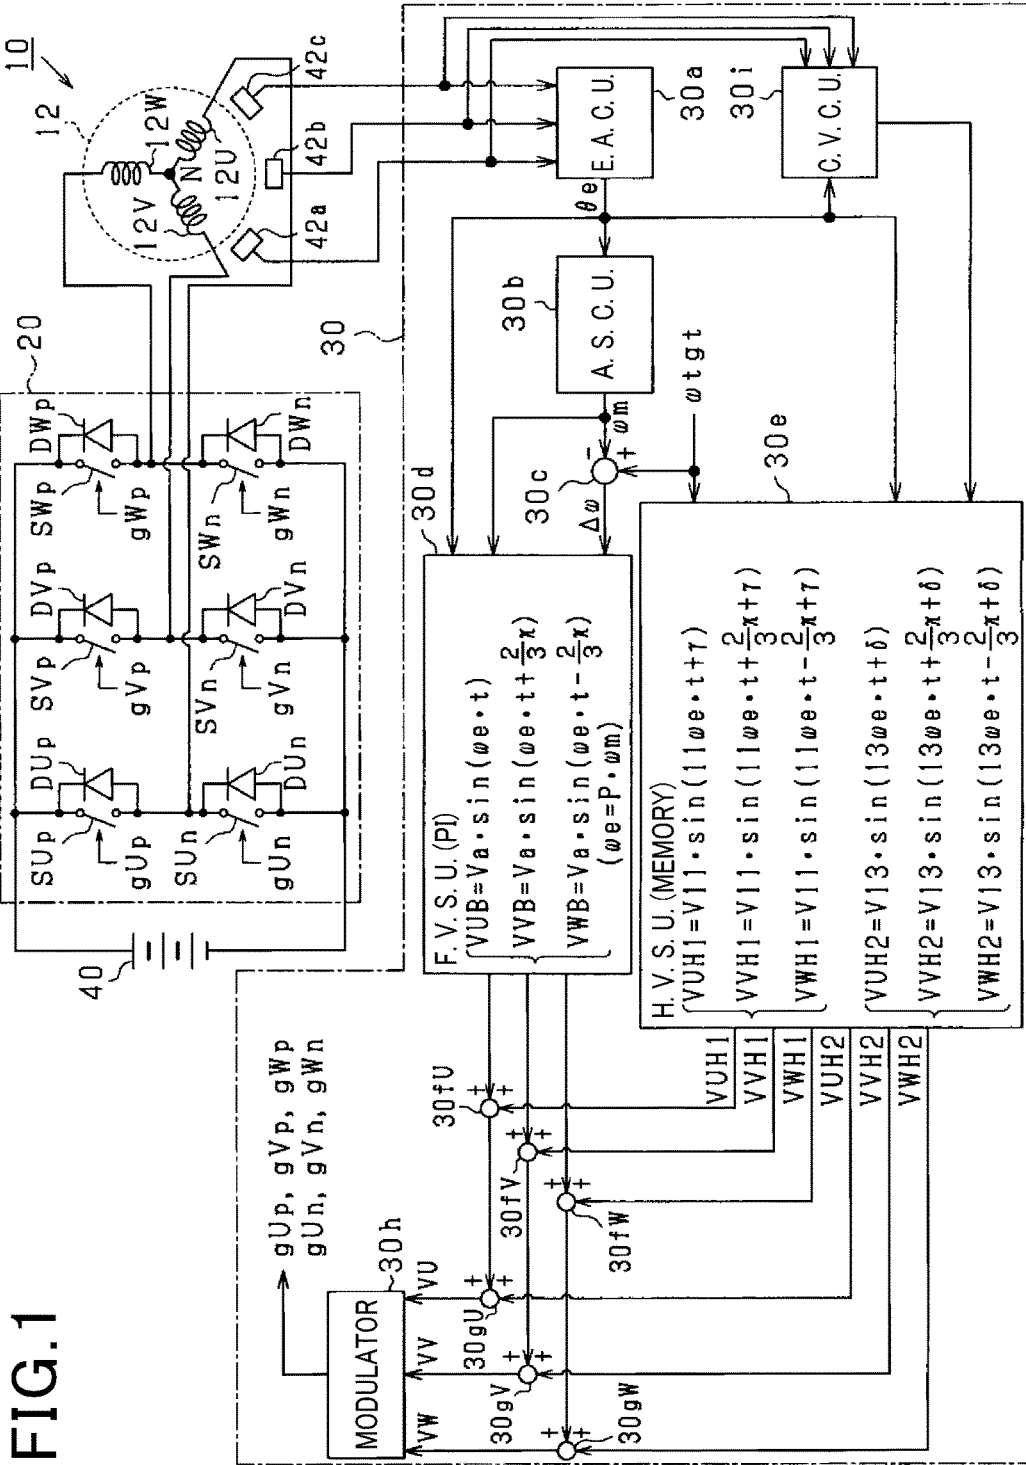 FIG.1
10
12
12W
12V
N
12U
42a
42b
42c
20
SUp
DUp
SVp
DVp
SWp
DWp
gUp
gVp
gWp
SUn
DUn
SVn
DVn
SWn
DWn
gUn
gVn
gWn
40
30
gUp, gVp, gWp
gUn, gVn, gWn
MODULATOR
30h
VW
VV
VU
30gU
30gV
30gW
30fU
30fV
30fW
+
+
+
+
+
+
+
+
+
+
+
+
30d
F. V. S. U. (PI)
VUB=Va・sin(ωe・t)
VVB=Va・sin(ωe・t+2/3π)
VWB=Va・sin(ωe・t-2/3π)
(ωe=P・ωm)
30c
Δω
-
+
ωm
A. S. C. U.
30b
ωtgt
θe
E. A. C. U.
30a
C. V. C. U.
30i
30e
H. V. S. U. (MEMORY)
VUH1=V11・sin(11ωe・t+γ)
VVH1=V11・sin(11ωe・t+2/3π+γ)
VWH1=V11・sin(11ωe・t-2/3π+γ)
VUH2=V13・sin(13ωe・t+δ)
VVH2=V13・sin(13ωe・t+2/3π+δ)
VWH2=V13・sin(13ωe・t-2/3π+δ)
VUH1
VVH1
VWH1
VUH2
VVH2
VWH2